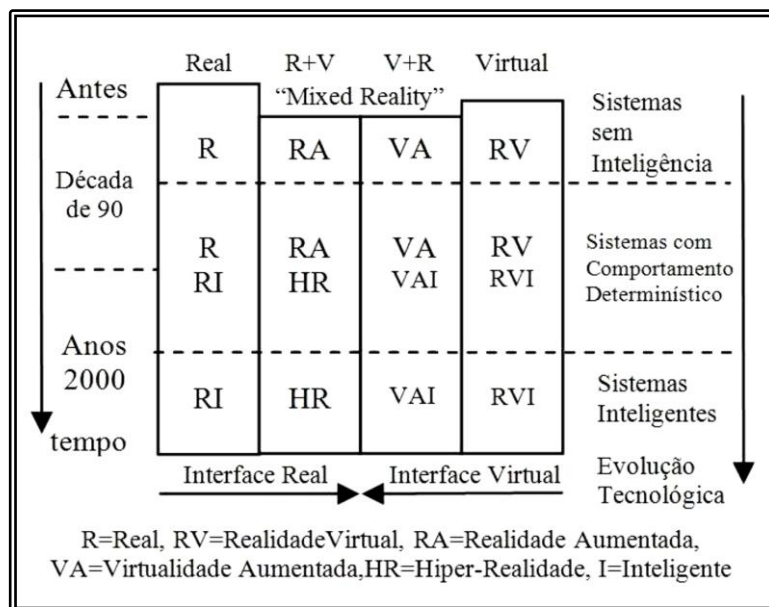 Real R+V V+R Virtual
Antes “Mixed Reality” Sistemas
sem
Inteligência
R RA VA RV
Década
de 90
R RA VA RV Sistemas com
Comportamento
RI HR VAI RVI
Determinístico
Anos
2000
RI HR VAI RVI Sistemas
Inteligentes
tempo
Interface Real Interface Virtual Evolução
Tecnológica
R=Real, RV=RealidadeVirtual, RA=Realidade Aumentada,
VA=Virtualidade Aumentada,HR=Hiper-Realidade, I=Inteligente